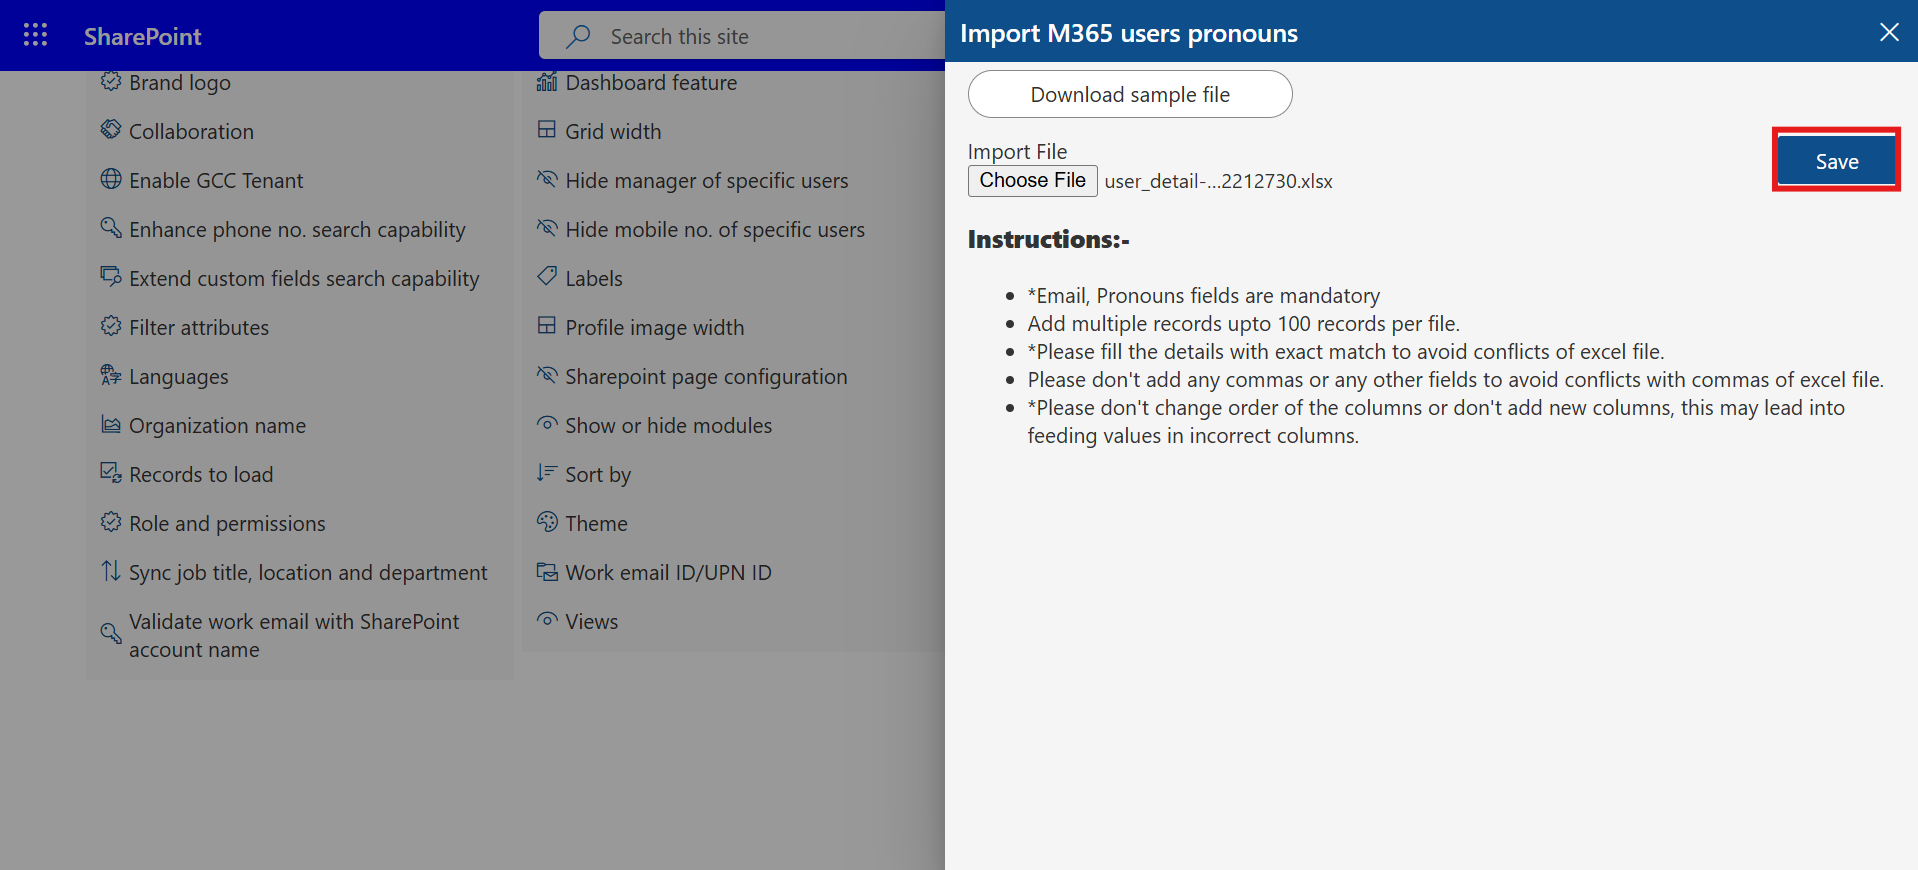 SharePoint
Search this site
Brand logo
Collaboration
Enable GCC Tenant
Enhance phone no. search capability
Extend custom fields search capability
Filter attributes
Languages
Organization name
Records to load
Role and permissions
Sync job title, location and department
Validate work email with SharePoint
account name
Dashboard feature
Grid width
Hide manager of specific users
Hide mobile no. of specific users
Labels
Profile image width
Sharepoint page configuration
Show or hide modules
Sort by
Theme
Work email ID/UPN ID
Views
Import M365 users pronouns
Download sample file
Import File
Choose File user_detail-...2212730.xlsx
Save
Instructions:-
*Email, Pronouns fields are mandatory
Add multiple records upto 100 records per file.
*Please fill the details with exact match to avoid conflicts of excel file.
Please don't add any commas or any other fields to avoid conflicts with commas of excel file.
*Please don't change order of the columns or don't add new columns, this may lead into
feeding values in incorrect columns.